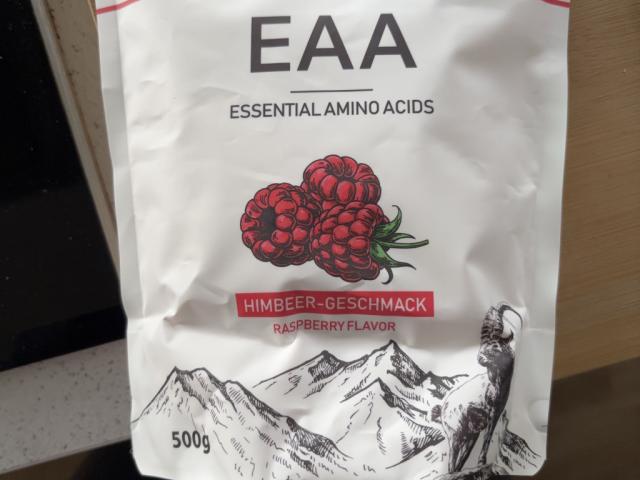 EAA
ESSENTIAL AMINO ACIDS
HIMBEER-GESCHMACK
RASPBERRY FLAVOR
500g